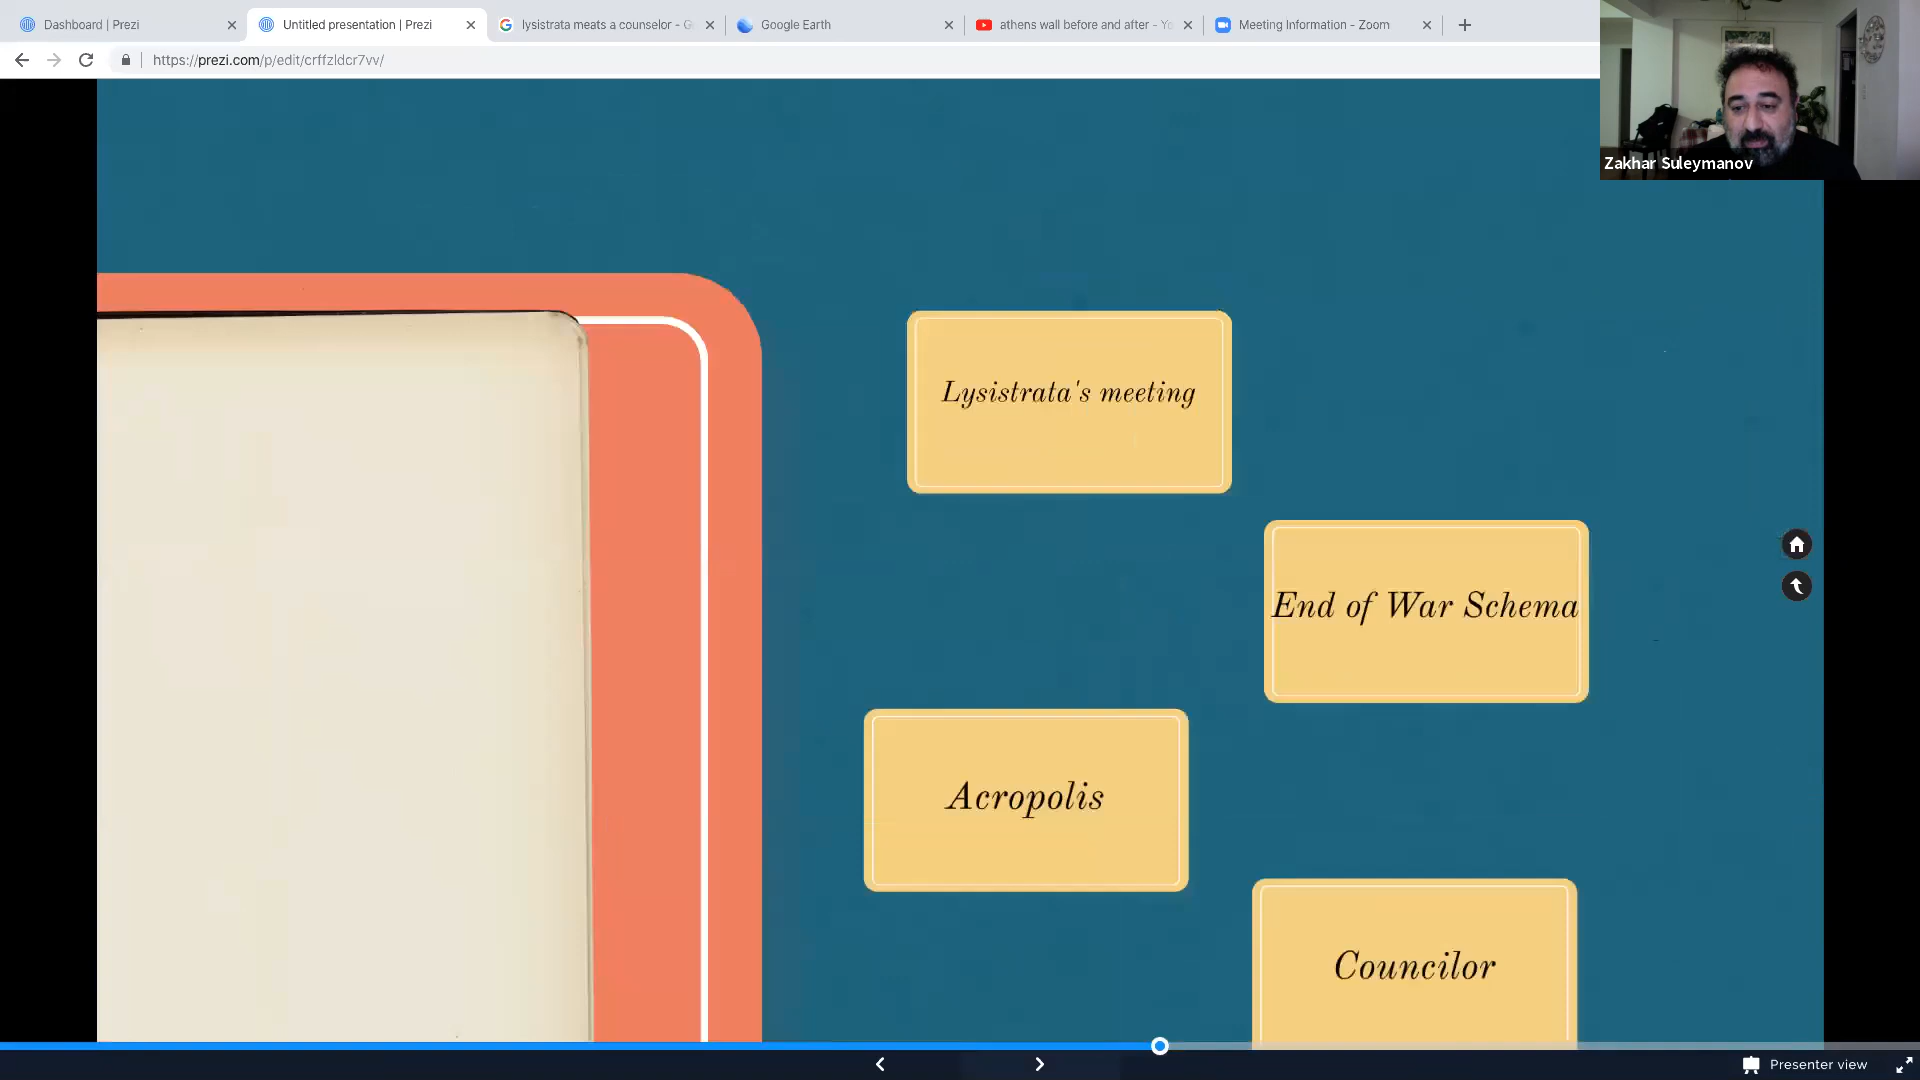 Dashboard | Prezi
Untitled presentation | Prezi
lysistrata meats a counselor - G
Google Earth
athens wall before and after - Yo
Meeting Information - Zoom
https://prezi.com/p/edit/crffzldcr7vv/
Zakhar Suleymanov
Lysistrata's meeting
End of War Schema
Acropolis
Councilor
Presenter view